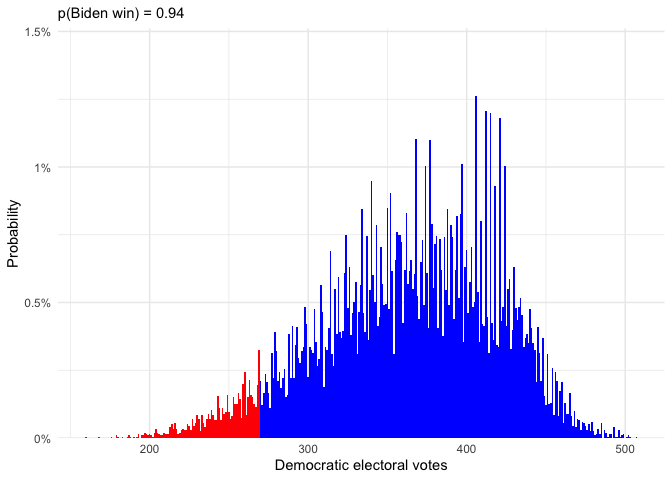 p(Biden win) = 0.94
1.5%
1%
0.5%
0%
Probability
200
300
400
500
Democratic electoral votes